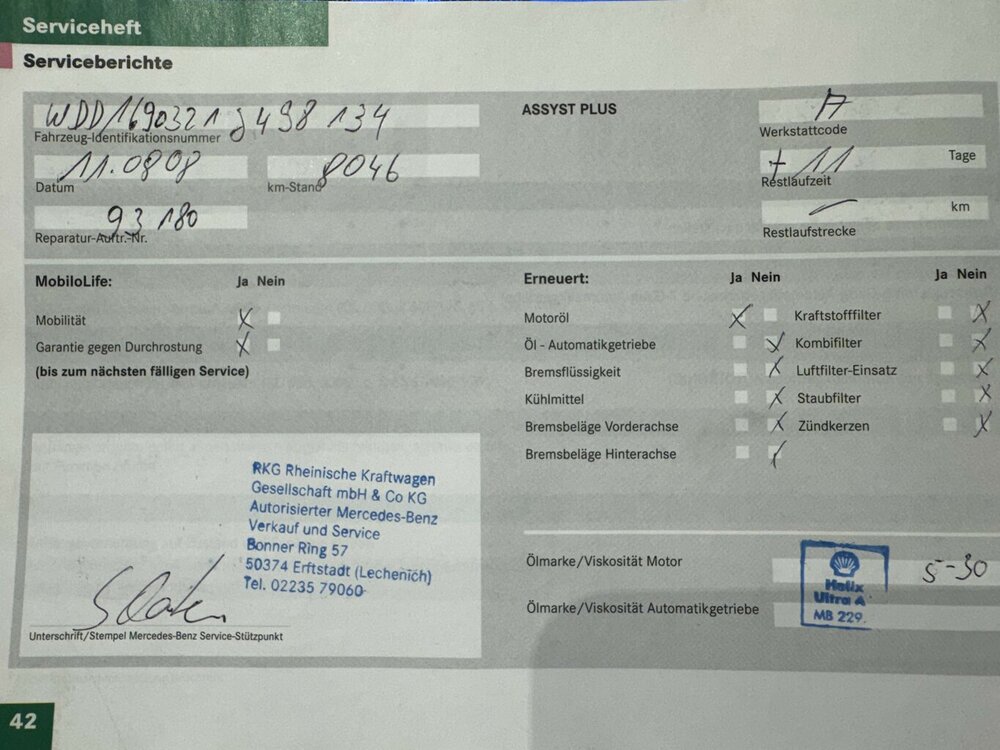 Serviceheft
Serviceberichte
WDD1690321J498134
Fahrzeug-Identifikationsnummer
11.0808
Datum
8046
km-Stand
93180
Reparatur-Auftr.-Nr.
ASSYST PLUS
A
Werkstattcode
+ 11 Tage
Restlaufzeit
— km
Restlaufstrecke
MobiloLife: Ja Nein
Mobilität X
Garantie gegen Durchrostung X
(bis zum nächsten fälligen Service)
Erneuert: Ja Nein Ja Nein
Motoröl X Kraftstofffilter X
Öl - Automatikgetriebe X Kombifilter X
Bremsflüssigkeit X Luftfilter-Einsatz X
Kühlmittel X Staubfilter X
Bremsbeläge Vorderachse X Zündkerzen X
Bremsbeläge Hinterachse X
RKG Rheinische Kraftwagen
Gesellschaft mbH & Co KG
Autorisierter Mercedes-Benz
Verkauf und Service
Bonner Ring 57
50374 Erftstadt (Lechenich)
Tel. 02235 79060
Unterschrift/Stempel Mercedes-Benz Service-Stützpunkt
Ölmarke/Viskosität Motor 5-30
Ölmarke/Viskosität Automatikgetriebe
Helix
Ultra A
MB 229.
42